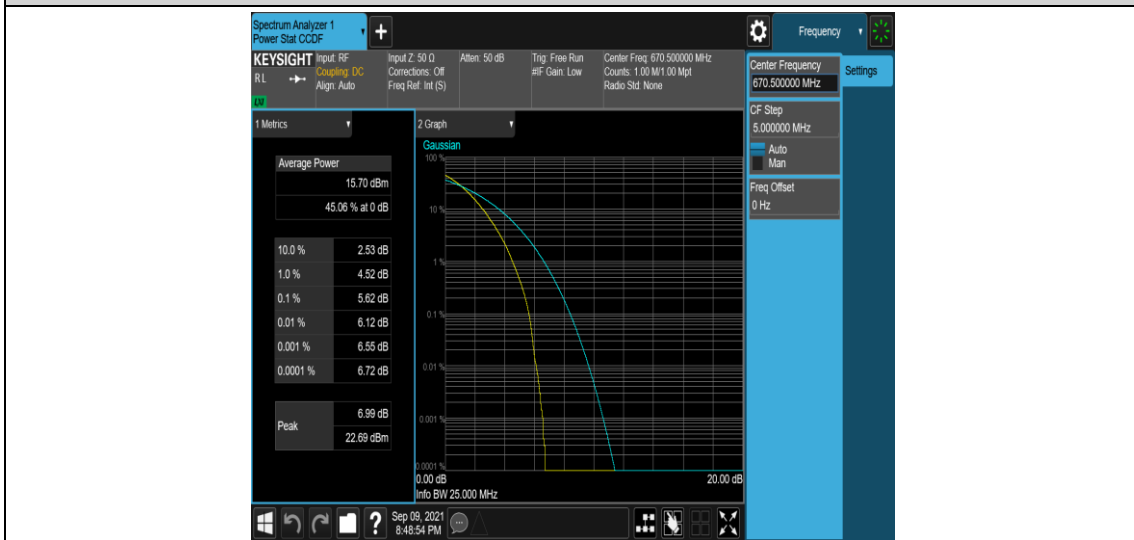 Spectrum Analyzer 1
Power Stat CCDF
+
Frequency
KEYSIGHT
Input: RF
Coupling: DC
Align: Auto
RL
LXI
Input Z: 50 Ω
Corrections: Off
Freq Ref: Int (S)
Atten: 50 dB
Trig: Free Run
#IF Gain: Low
Center Freq: 670.500000 MHz
Counts: 1.00 M/1.00 Mpt
Radio Std: None
Center Frequency
670.500000 MHz
Settings
CF Step
5.000000 MHz
Auto
Man
Freq Offset
0 Hz
1 Metrics
Average Power
15.70 dBm
45.06 % at 0 dB
10.0 % 2.53 dB
1.0 % 4.52 dB
0.1 % 5.62 dB
0.01 % 6.12 dB
0.001 % 6.55 dB
0.0001 % 6.72 dB
Peak
6.99 dB
22.69 dBm
2 Graph
Gaussian
100 %
10 %
1 %
0.1 %
0.01 %
0.001 %
0.0001 %
0.00 dB 20.00 dB
Info BW 25.000 MHz
?
Sep 09, 2021
8:48:54 PM